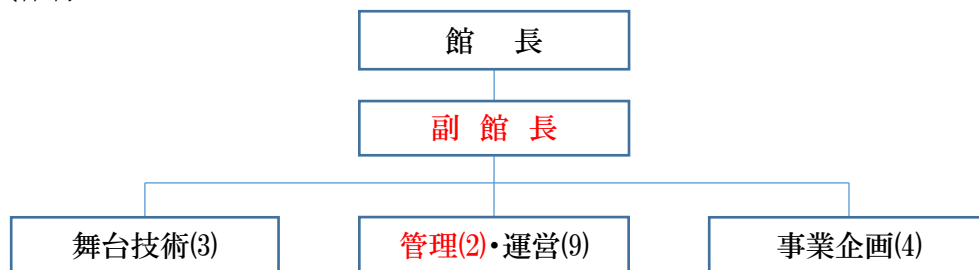 館 長
副 館 長
舞台技術(3)
管理(2)・運営(9)
事業企画(4)